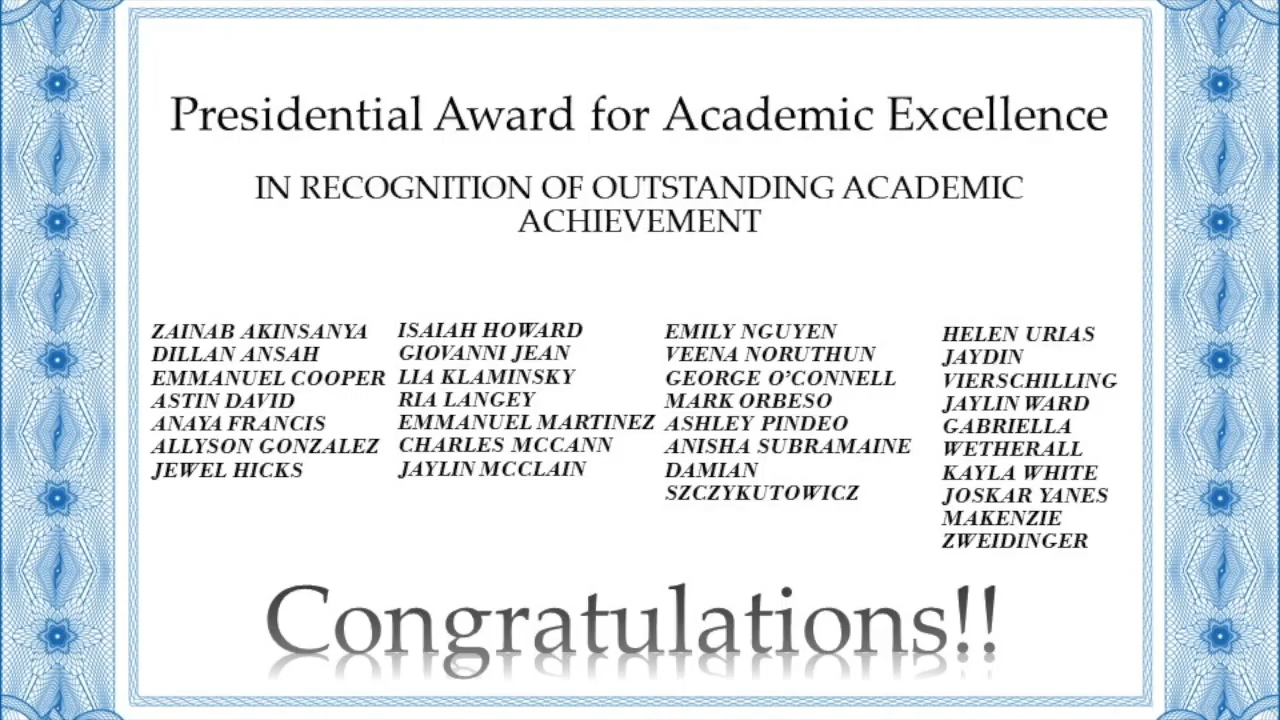 Presidential Award for Academic Excellence
IN RECOGNITION OF OUTSTANDING ACADEMIC
ACHIEVEMENT
ZAINAB AKINSANYA
DILLAN ANSAH
EMMANUEL COOPER
ASTIN DAVID
ANAYA FRANCIS
ALLYSON GONZALEZ
JEWEL HICKS
ISAIAH HOWARD
GIOVANNI JEAN
LIA KLAMINSKY
RIA LANGEY
EMMANUEL MARTINEZ
CHARLES MCCANN
JAYLIN MCCLAIN
EMILY NGUYEN
VEENA NORUTHUN
GEORGE O’CONNELL
MARK ORBESO
ASHLEY PINDEO
ANISHA SUBRAMAINE
DAMIAN
SZCZYKUTOWICZ
HELEN URIAS
JAYDIN
VIERSCHILLING
JAYLIN WARD
GABRIELLA
WETHERALL
KAYLA WHITE
JOSKAR YANES
MAKENZIE
ZWEIDINGER
Congratulations!!